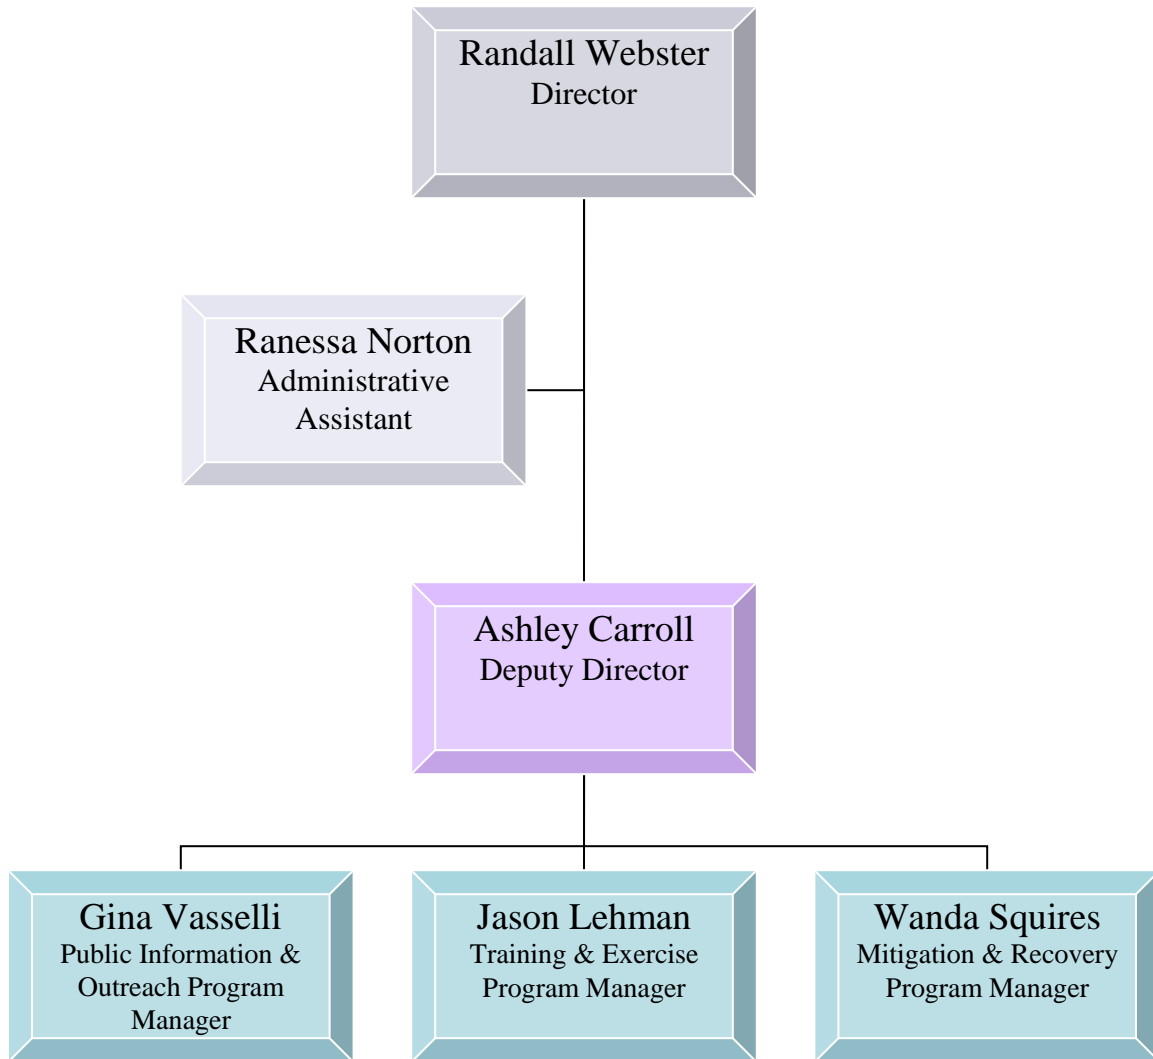 Randall Webster
Director
Ranessa Norton
Administrative
Assistant
Ashley Carroll
Deputy Director
Gina Vasselli
Public Information &
Outreach Program
Manager
Jason Lehman
Training & Exercise
Program Manager
Wanda Squires
Mitigation & Recovery
Program Manager